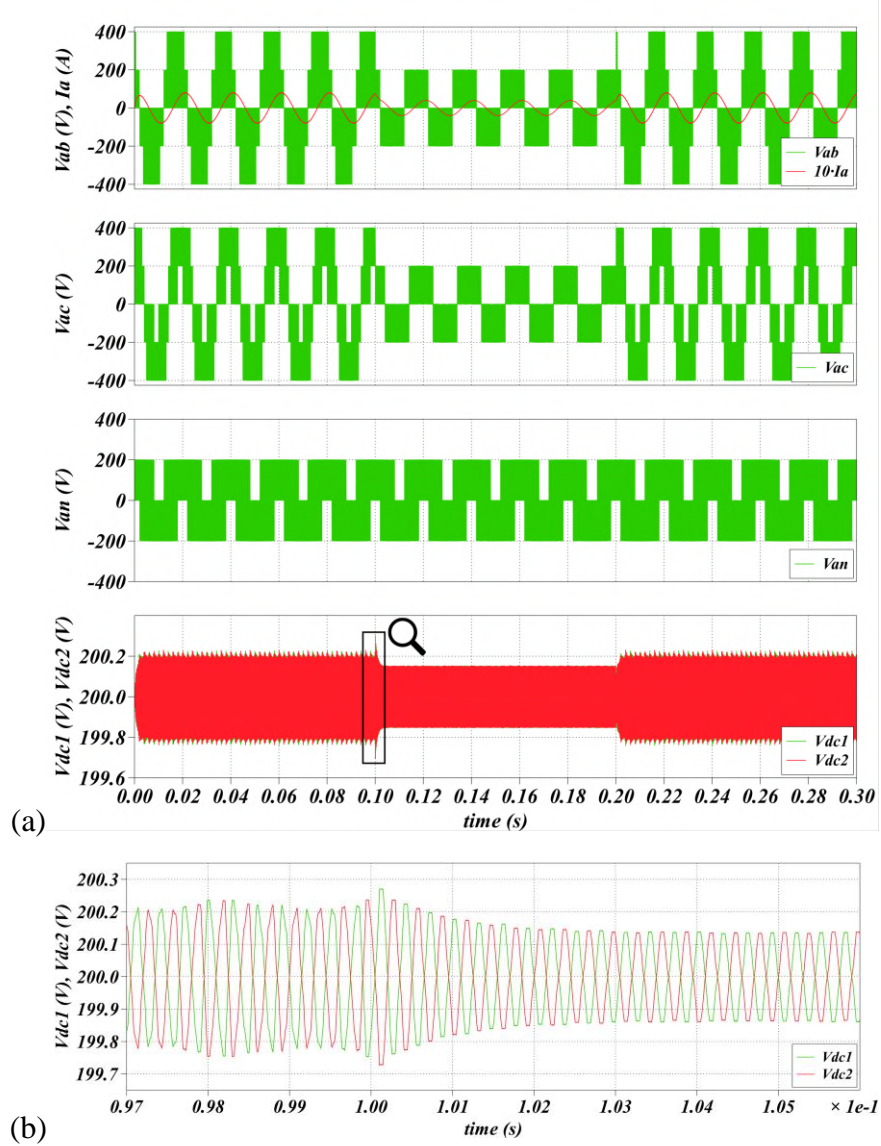 400
200
0
-200
-400
Vab (V), Ia (A)
Vab
10·Ia
400
200
0
-200
-400
Vac (V)
Vac
400
200
0
-200
-400
Van (V)
Van
200.2
200.0
199.8
199.6
Vdc1 (V), Vdc2 (V)
Vdc1
Vdc2
0.00 0.02 0.04 0.06 0.08 0.10 0.12 0.14 0.16 0.18 0.20 0.22 0.24 0.26 0.28 0.30
time (s)
(a)
200.3
200.2
200.1
200.0
199.9
199.8
199.7
Vdc1 (V), Vdc2 (V)
Vdc1
Vdc2
0.97 0.98 0.99 1.00 1.01 1.02 1.03 1.04 1.05 × 1e-1
time (s)
(b)